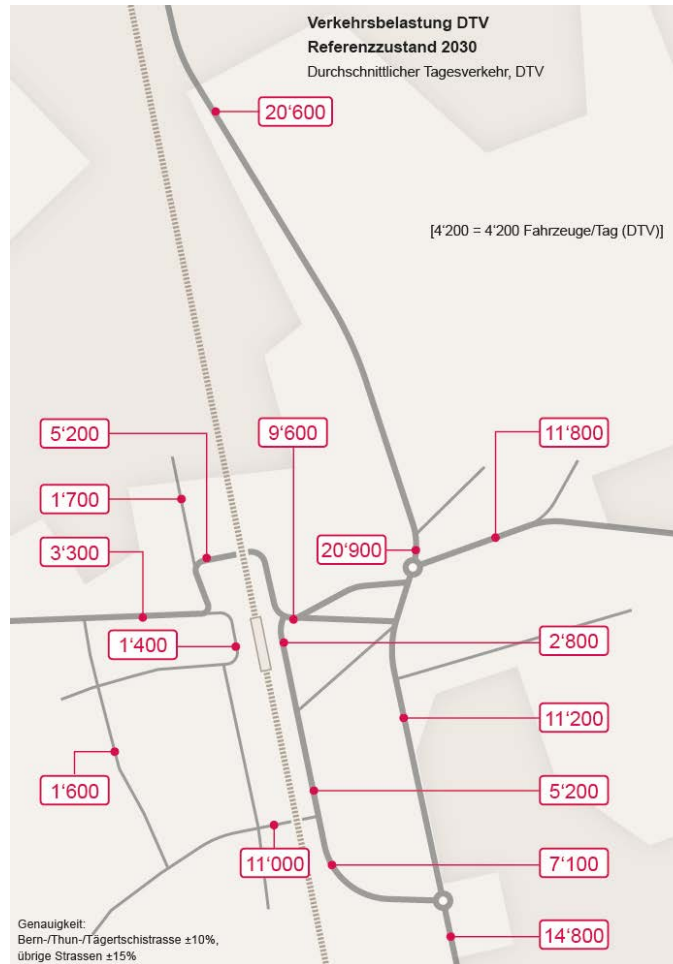 Verkehrsbelastung DTV
Referenzzustand 2030
Durchschnittlicher Tagesverkehr, DTV
20‘600
[4‘200 = 4‘200 Fahrzeuge/Tag (DTV)]
5‘200
9‘600
11‘800
1‘700
3‘300
20‘900
1‘400
2‘800
11‘200
1‘600
5‘200
11‘000
7‘100
14‘800
Genauigkeit:
Bern-/Thun-/Tägertschistrasse ±10%,
übrige Strassen ±15%